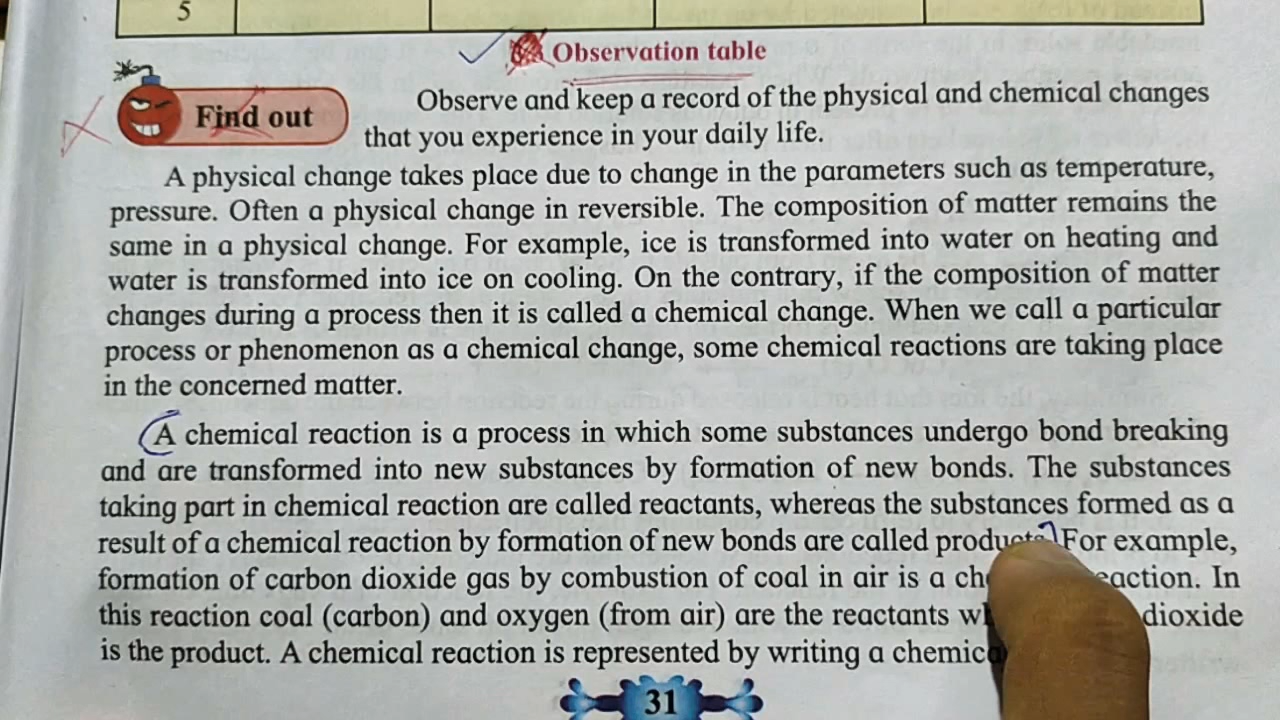 5
Observation table
Find out
Observe and keep a record of the physical and chemical changes
that you experience in your daily life.
A physical change takes place due to change in the parameters such as temperature,
pressure. Often a physical change in reversible. The composition of matter remains the
same in a physical change. For example, ice is transformed into water on heating and
water is transformed into ice on cooling. On the contrary, if the composition of matter
changes during a process then it is called a chemical change. When we call a particular
process or phenomenon as a chemical change, some chemical reactions are taking place
in the concerned matter.
A chemical reaction is a process in which some substances undergo bond breaking
and are transformed into new substances by formation of new bonds. The substances
taking part in chemical reaction are called reactants, whereas the substances formed as a
result of a chemical reaction by formation of new bonds are called products. For example,
formation of carbon dioxide gas by combustion of coal in air is a reaction. In
this reaction coal (carbon) and oxygen (from air) are the reactants dioxide
is the product. A chemical reaction is represented by writing a
31